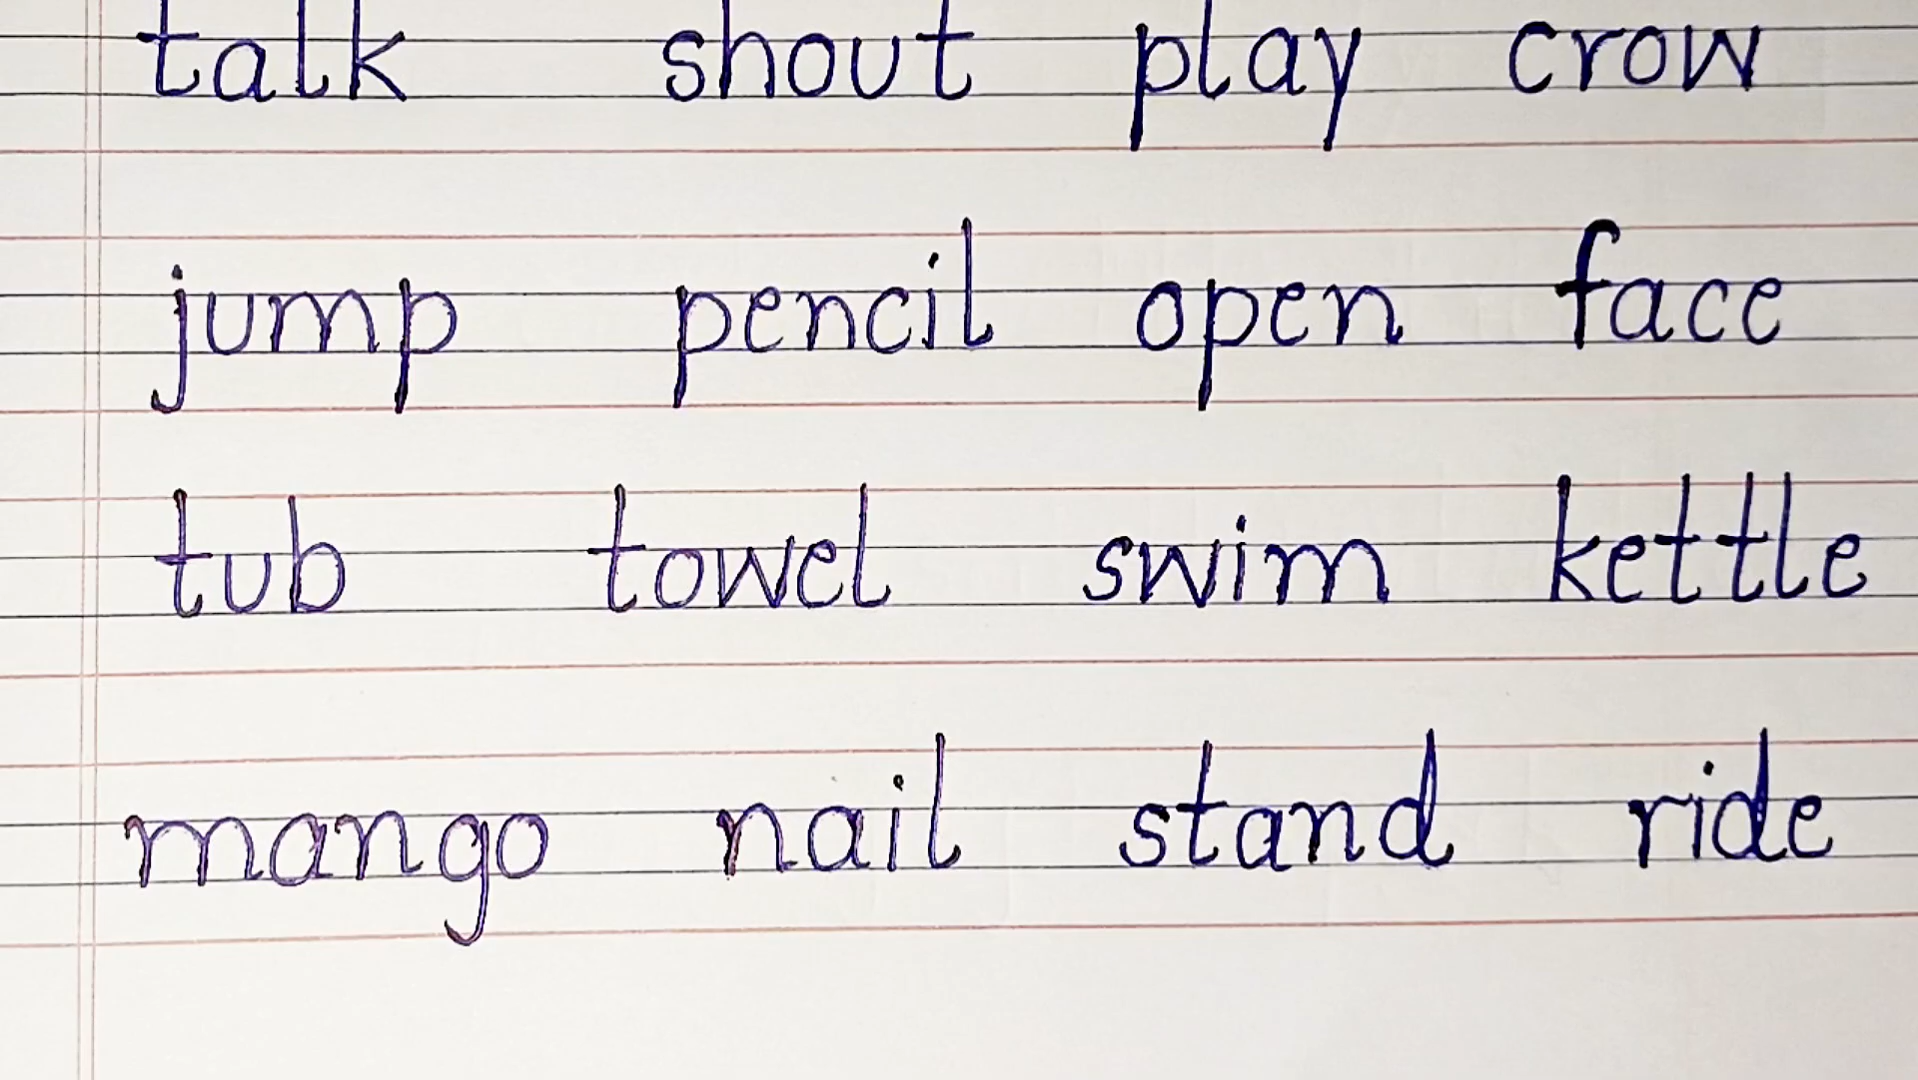 talk shout play crow
jump pencil open face
tub towel swim kettle
mango nail stand ride